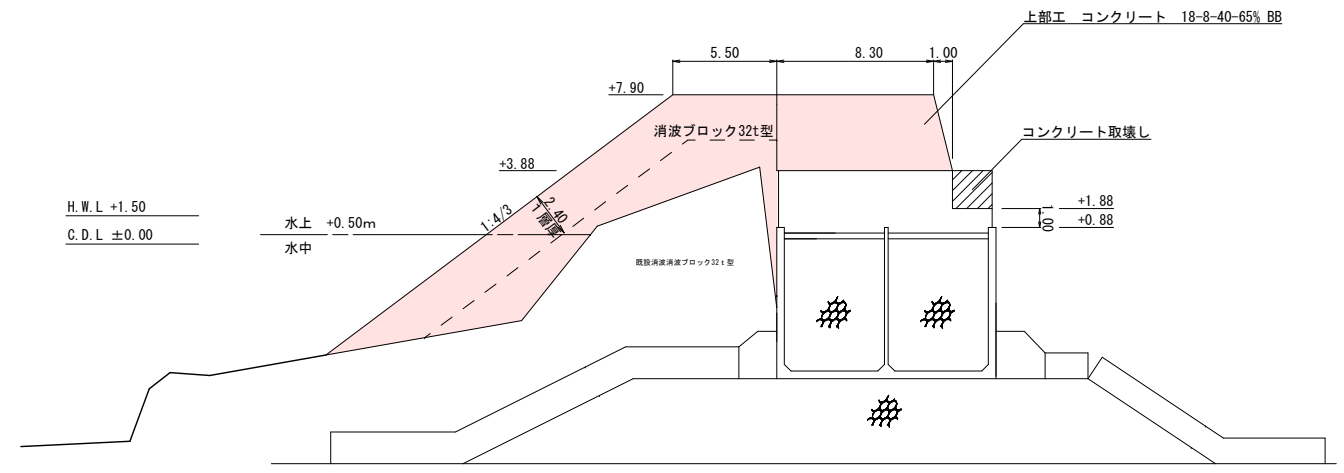 上部工　コンクリート　18-8-40-65% BB
5.50
8.30
1.00
+7.90
消波ブロック32t型
コンクリート取壊し
+3.88
H.W.L +1.50
水上　+0.50m
1:4/3
2.40
1層厚
+1.88
1.00
+0.88
C.D.L ±0.00
水中
既設消波消波ブロック32t型